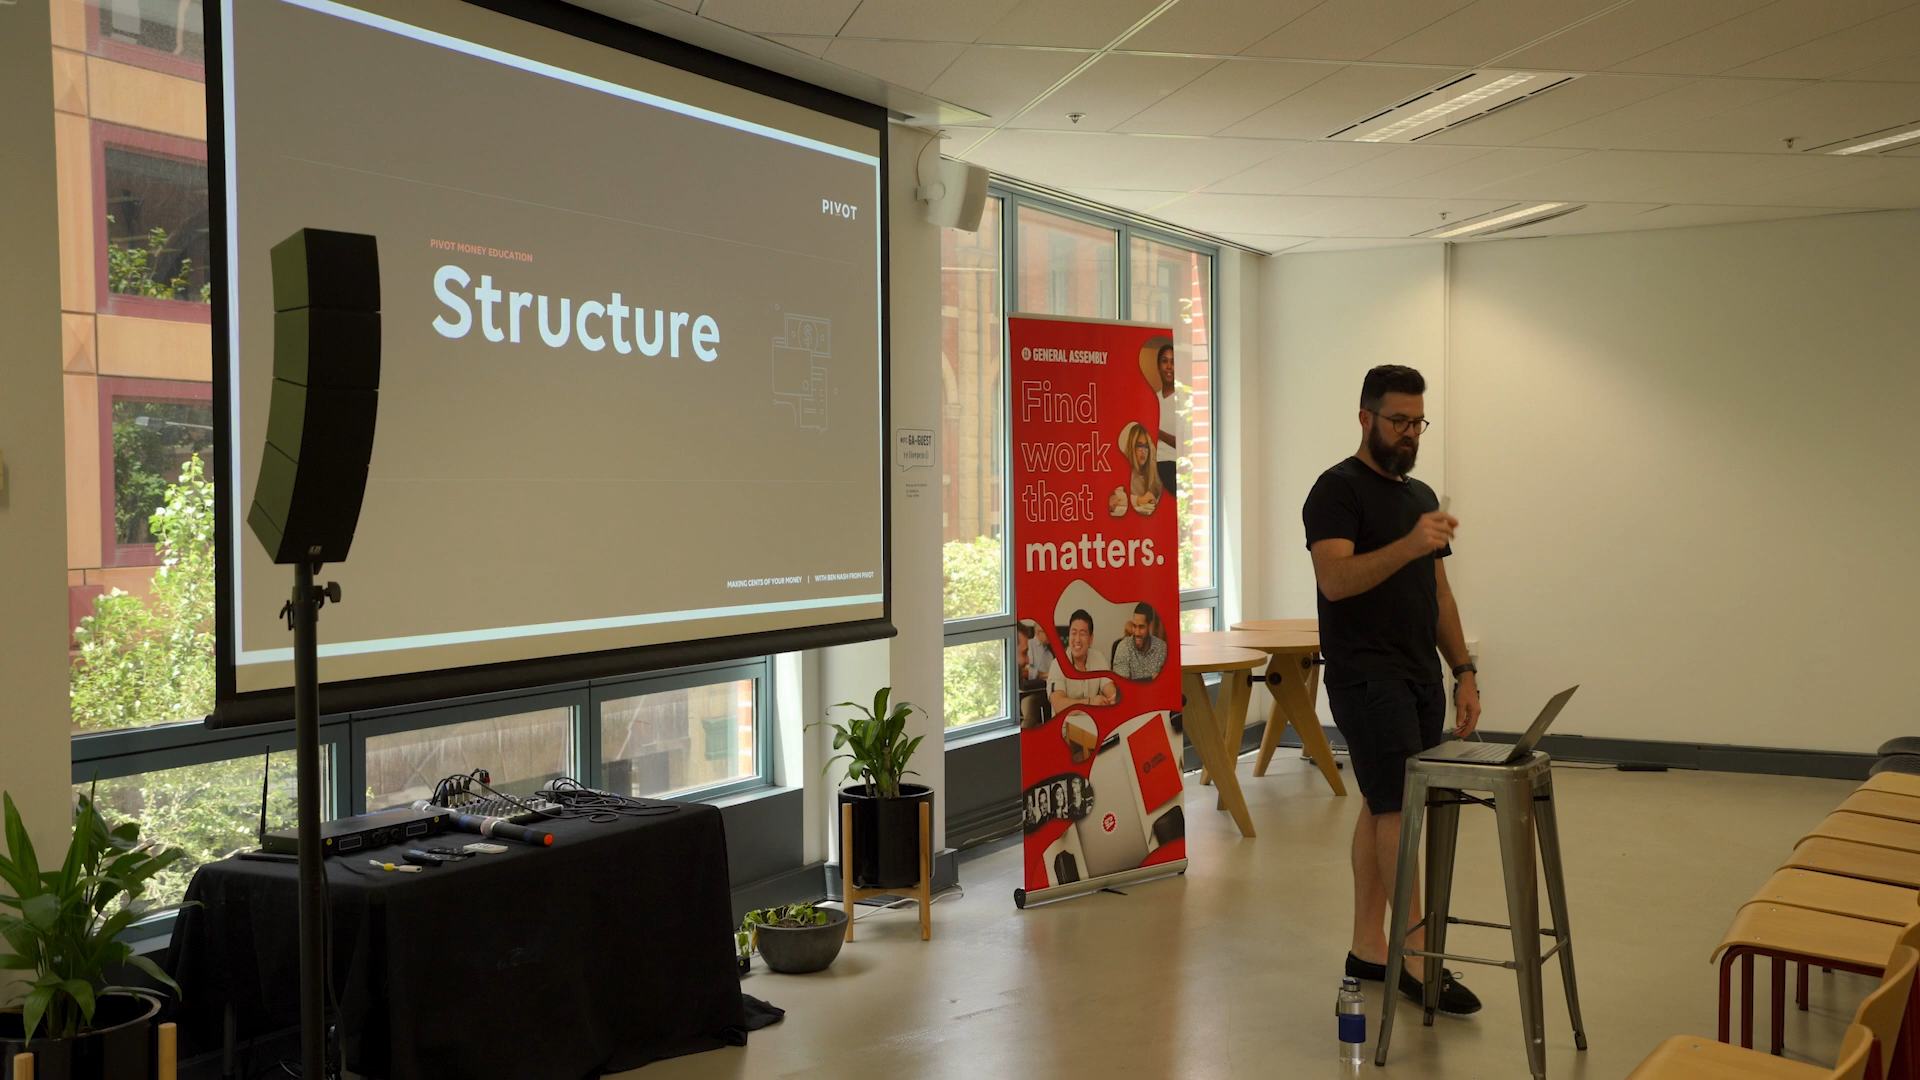 PIVOT
PIVOT MONEY EDUCATION
Structure
MAKING CENTS OF YOUR MONEY | WITH BEN NASH FROM PIVOT
GA-GUEST
GENERAL ASSEMBLY
Find
work
that
matters.